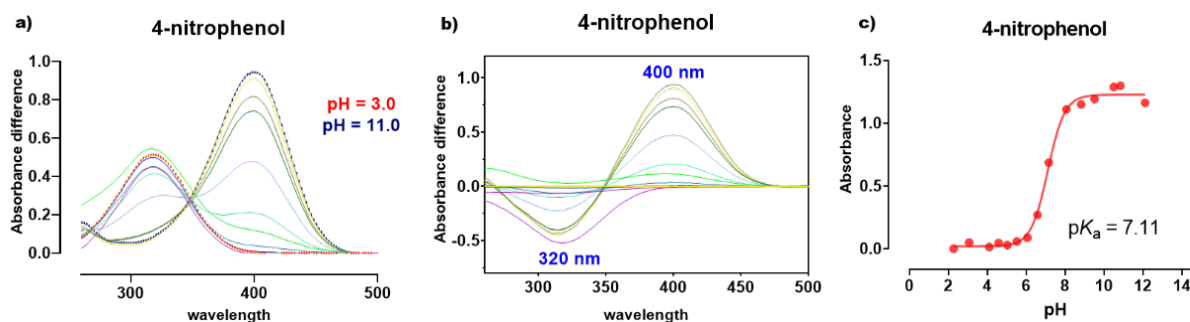 a)
4-nitrophenol
Absorbance difference
1.0
0.8
0.6
0.4
0.2
0.0
pH = 3.0
pH = 11.0
300
400
500
wavelength
b)
4-nitrophenol
Absorbance difference
1.0
0.5
0.0
-0.5
400 nm
320 nm
300
350
400
450
500
wavelength
c)
4-nitrophenol
Absorbance
1.5
1.0
0.5
0.0
pKa = 7.11
0 2 4 6 8 10 12 14
pH